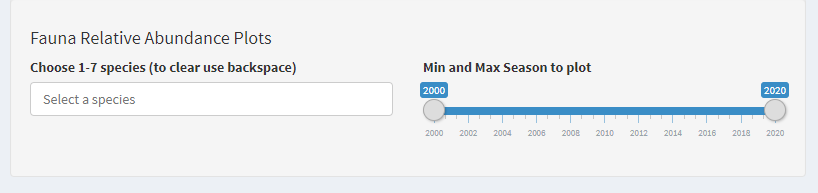 Fauna Relative Abundance Plots
Choose 1-7 species (to clear use backspace)
Select a species
Min and Max Season to plot
2000 2020
2000 2002 2004 2006 2008 2010 2012 2014 2016 2018 2020